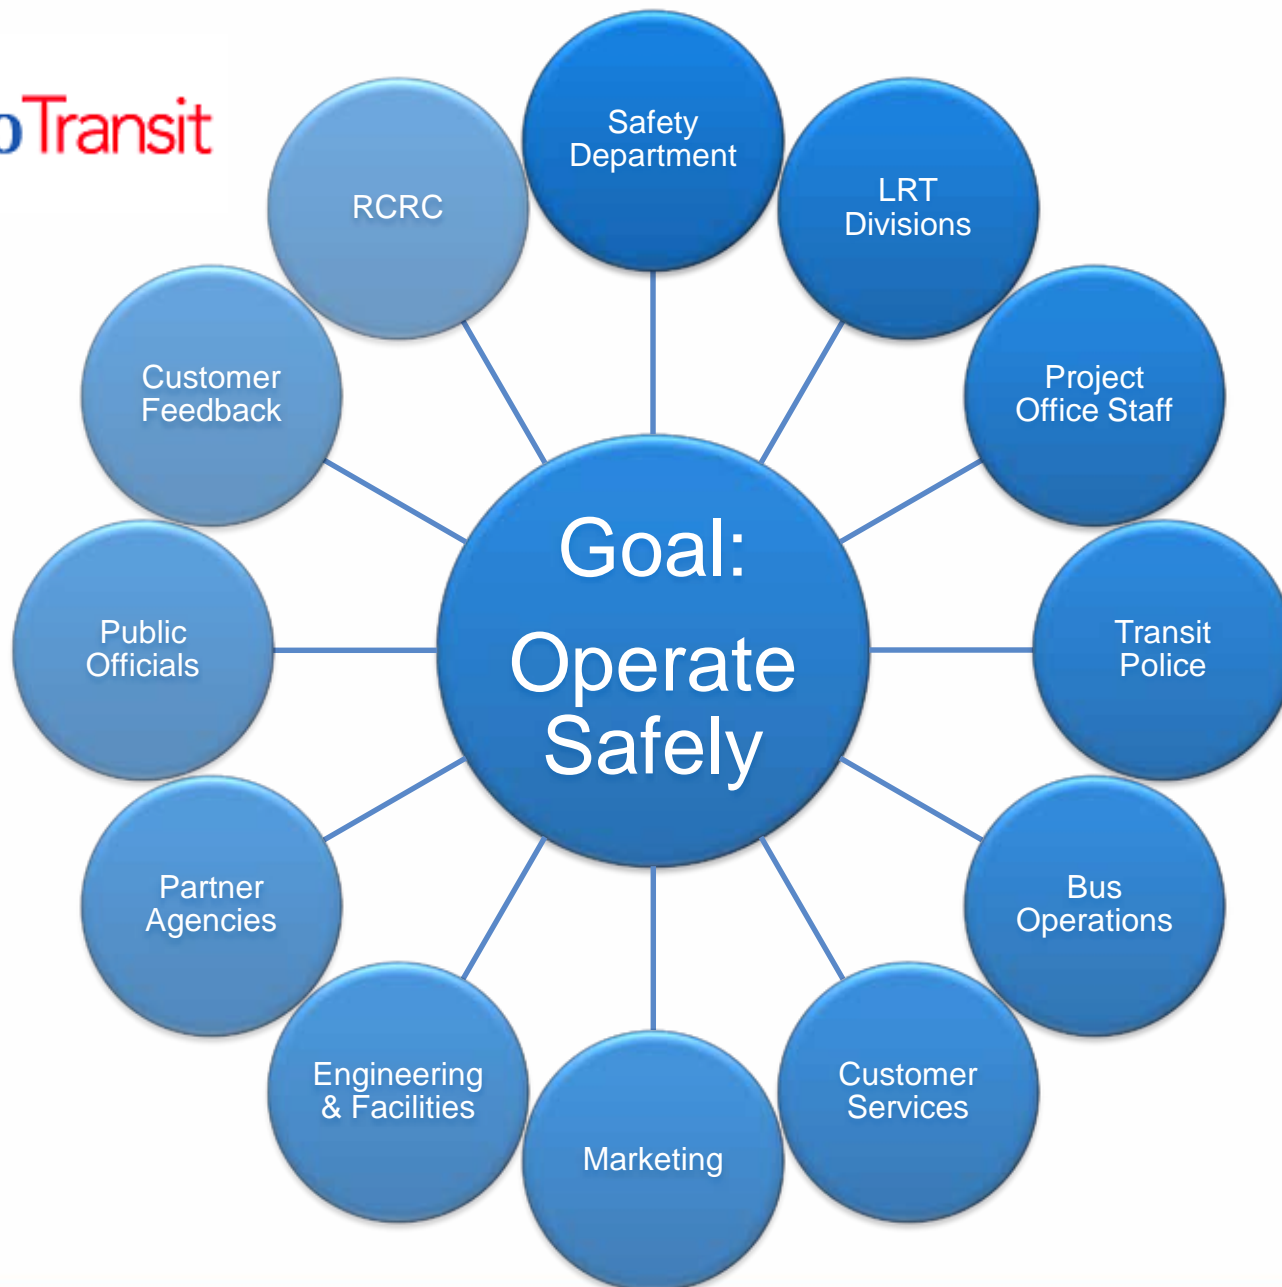 oTransit
Safety
Department
LRT
Divisions
Project
Office Staff
Transit
Police
Bus
Operations
Customer
Services
Marketing
Engineering
& Facilities
Partner
Agencies
Public
Officials
Customer
Feedback
RCRC
Goal:
Operate
Safely